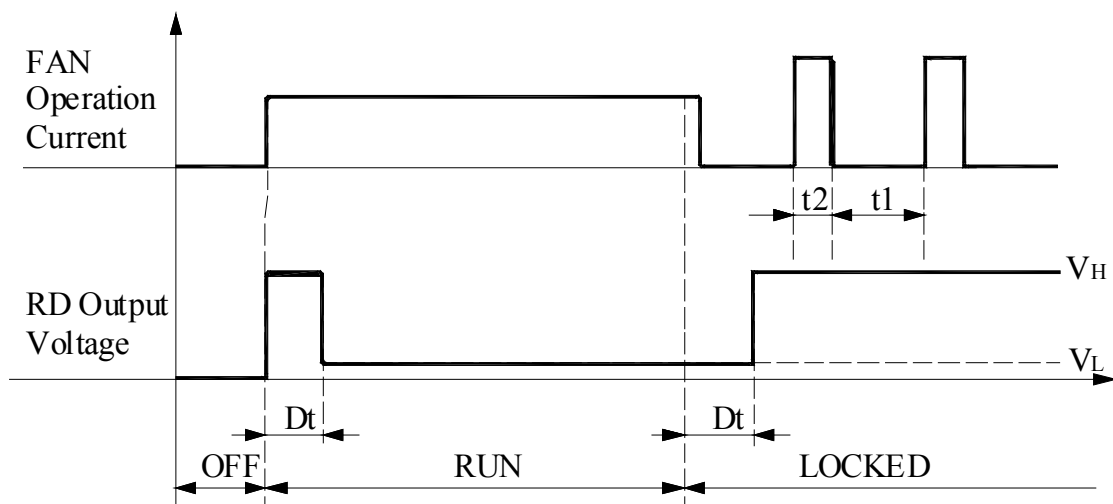 FAN
Operation
Current
t2
t1
RD Output
Voltage
VH
VL
Dt
Dt
OFF
RUN
LOCKED